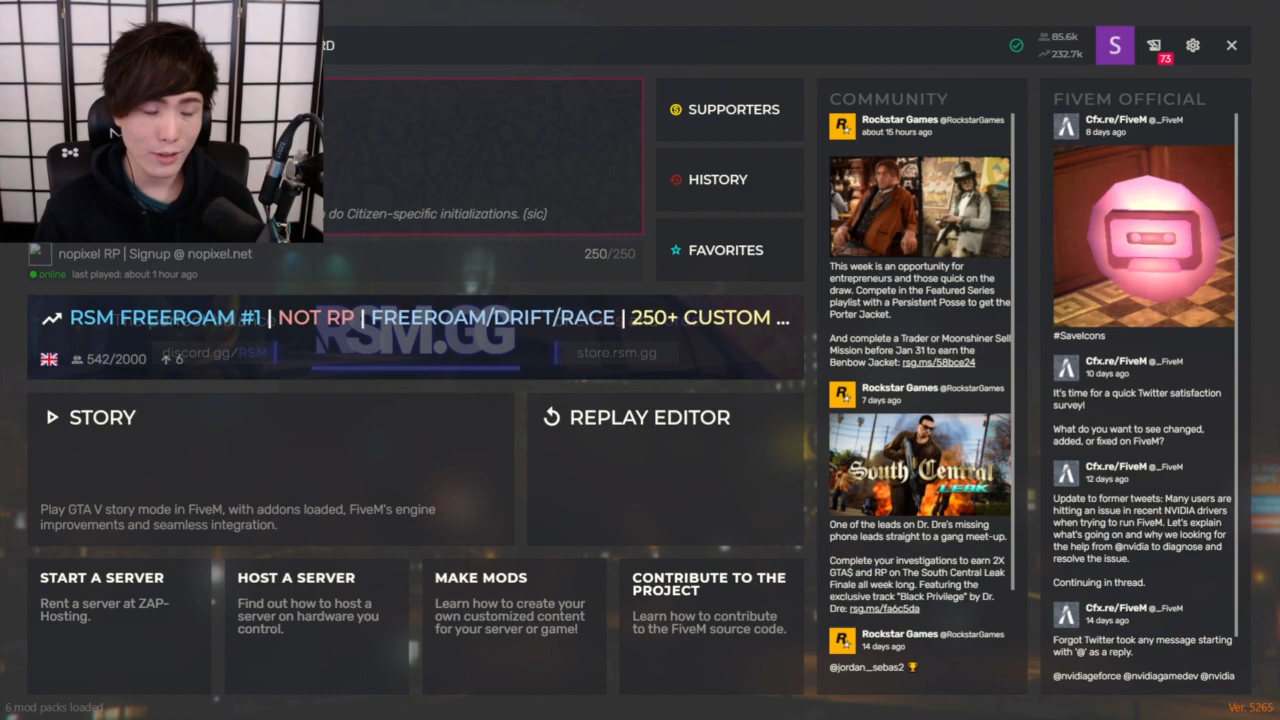 RD
85.6k
232.7k
S
73
do Citizen-specific initializations. (sic)
nopixel RP | Signup @ nopixel.net
250/250
online last played: about 1 hour ago
SUPPORTERS
HISTORY
FAVORITES
RSM FREEROAM #1 | NOT RP | FREEROAM/DRIFT/RACE | 250+ CUSTOM ...
RSM.GG
542/2000
6
discord.gg/RSM
store.rsm.gg
STORY
Play GTA V story mode in FiveM, with addons loaded, FiveM's engine
improvements and seamless integration.
REPLAY EDITOR
START A SERVER
Rent a server at ZAP-
Hosting.
HOST A SERVER
Find out how to host a
server on hardware you
control.
MAKE MODS
Learn how to create your
own customized content
for your server or game!
CONTRIBUTE TO THE
PROJECT
Learn how to contribute
to the FiveM source code.
COMMUNITY
Rockstar Games @RockstarGames
about 15 hours ago
This week is an opportunity for
entrepreneurs and those quick on the
draw. Compete in the Featured Series
playlist with a Persistent Posse to get the
Porter Jacket.
And complete a Trader or Moonshiner Sell
Mission before Jan 31 to earn the
Benbow Jacket: rsg.ms/58bce24
Rockstar Games @RockstarGames
7 days ago
South Central
LEAK
One of the leads on Dr. Dre's missing
phone leads straight to a gang meet-up.
Complete your investigations to earn 2X
GTA$ and RP on The South Central Leak
Finale all week long. Featuring the
exclusive track "Black Privilege" by Dr.
Dre: rsg.ms/fa6c5da
Rockstar Games @RockstarGames
14 days ago
@jordan_sebas2 🏆
FIVEM OFFICIAL
Cfx.re/FiveM @_FiveM
8 days ago
#SaveIcons
Cfx.re/FiveM @_FiveM
10 days ago
It's time for a quick Twitter satisfaction
survey!
What do you want to see changed,
added, or fixed on FiveM?
Cfx.re/FiveM @_FiveM
12 days ago
Update to former tweets: Many users are
hitting an issue in recent NVIDIA drivers
when trying to run FiveM. Let's explain
what's going on and why we looking for
the help from @nvidia to diagnose and
resolve the issue.
Continuing in thread.
Cfx.re/FiveM @_FiveM
14 days ago
Forgot Twitter took any message starting
with '@' as a reply.
@nvidiageforce @nvidiagamedev @nvidia
6 mod packs loaded
Ver. 5265